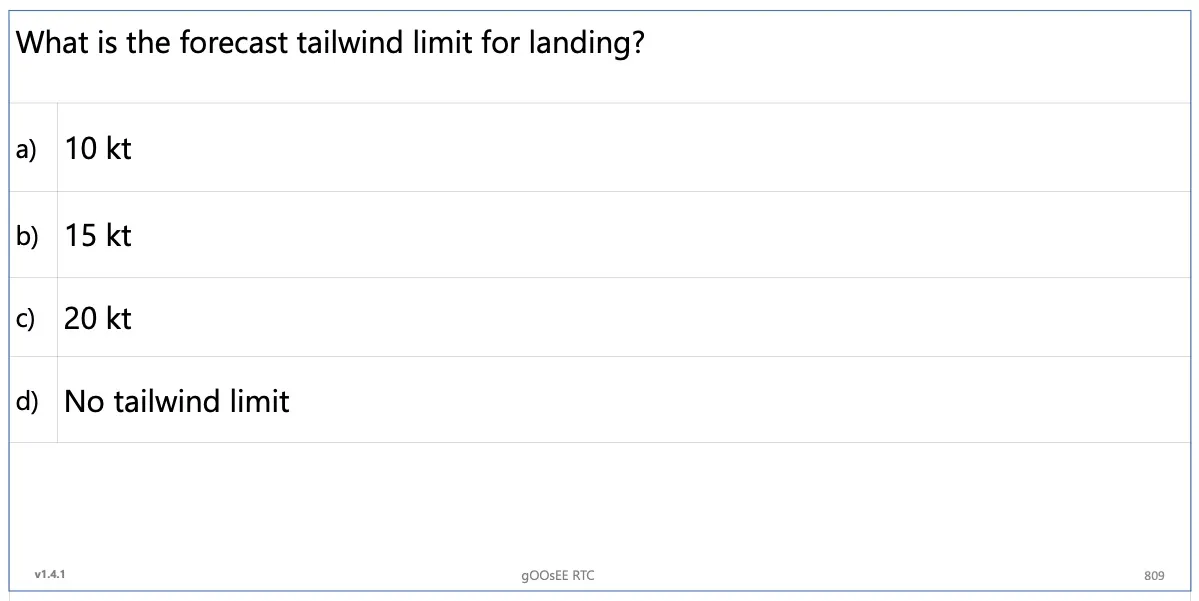 What is the forecast tailwind limit for landing?
a) 10 kt
b) 15 kt
c) 20 kt
d) No tailwind limit
v1.4.1 gOOsEE RTC 809